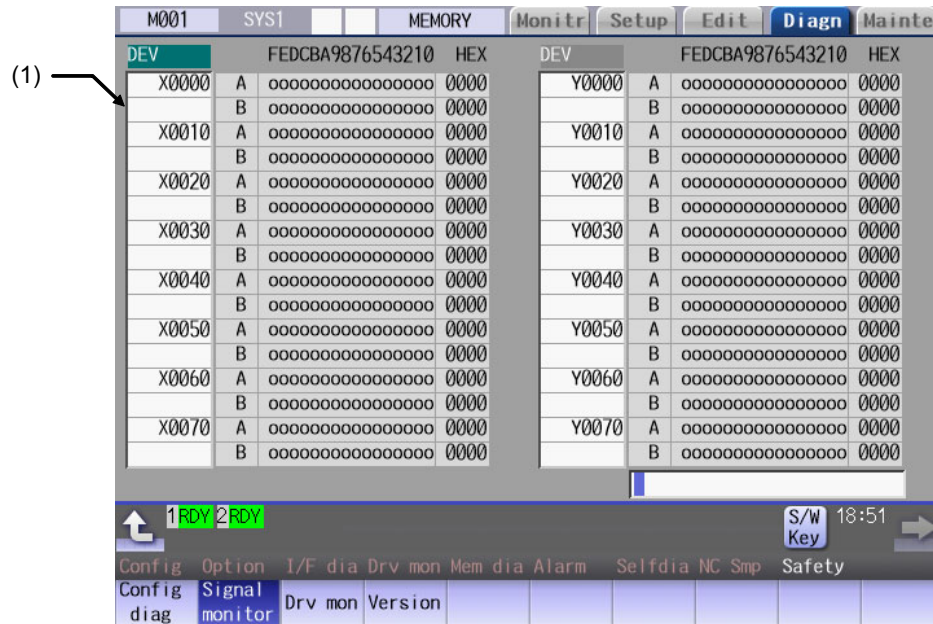 M001 SYS1 MEMORY Monitr Setup Edit Diagn Mainte
DEV FEDCBA9876543210 HEX DEV FEDCBA9876543210 HEX
(1)
X0000 A oooooooooooooooo 0000 Y0000 A oooooooooooooooo 0000
B oooooooooooooooo 0000 B oooooooooooooooo 0000
X0010 A oooooooooooooooo 0000 Y0010 A oooooooooooooooo 0000
B oooooooooooooooo 0000 B oooooooooooooooo 0000
X0020 A oooooooooooooooo 0000 Y0020 A oooooooooooooooo 0000
B oooooooooooooooo 0000 B oooooooooooooooo 0000
X0030 A oooooooooooooooo 0000 Y0030 A oooooooooooooooo 0000
B oooooooooooooooo 0000 B oooooooooooooooo 0000
X0040 A oooooooooooooooo 0000 Y0040 A oooooooooooooooo 0000
B oooooooooooooooo 0000 B oooooooooooooooo 0000
X0050 A oooooooooooooooo 0000 Y0050 A oooooooooooooooo 0000
B oooooooooooooooo 0000 B oooooooooooooooo 0000
X0060 A oooooooooooooooo 0000 Y0060 A oooooooooooooooo 0000
B oooooooooooooooo 0000 B oooooooooooooooo 0000
X0070 A oooooooooooooooo 0000 Y0070 A oooooooooooooooo 0000
B oooooooooooooooo 0000 B oooooooooooooooo 0000
1 RDY 2 RDY S/W Key 18:51
Config Option I/F dia Drv mon Mem dia Alarm Selfdia NC Smp Safety
Config diag Signal monitor Drv mon Version